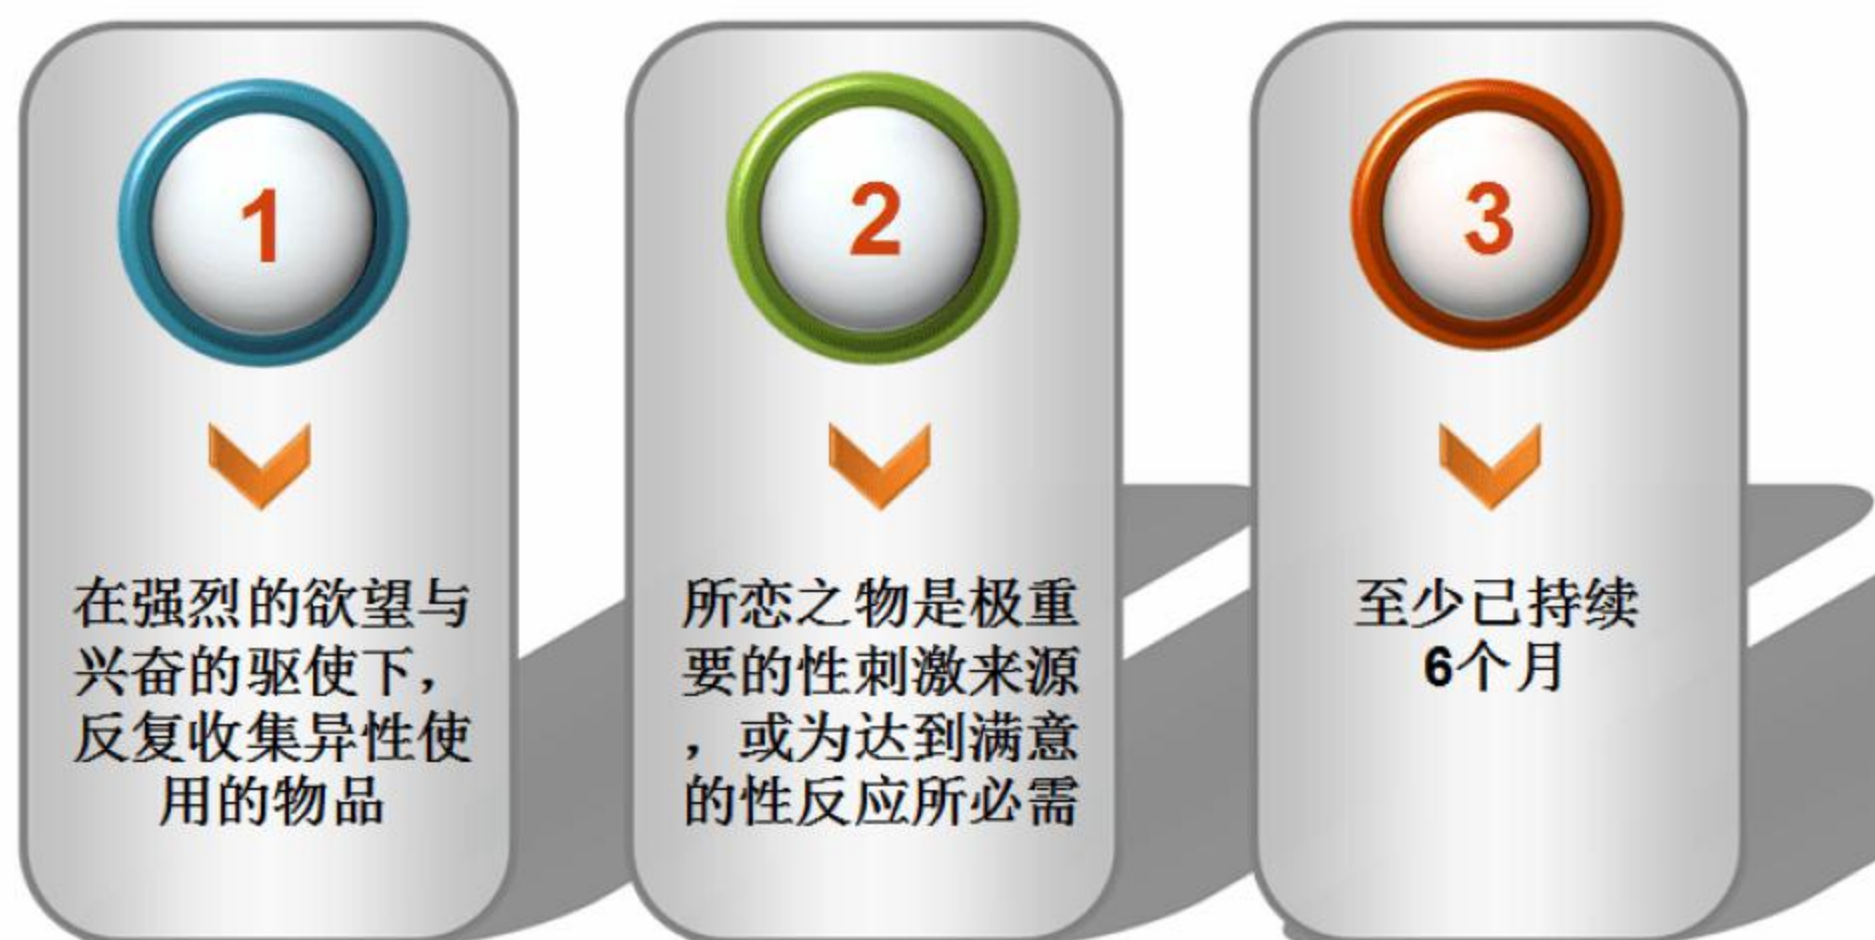 1
在强烈的欲望与
兴奋的驱使下，
反复收集异性使
用的物品
2
所恋之物是极重
要的性刺激来源
，或为达到满意
的性反应所必需
3
至少已持续
6个月